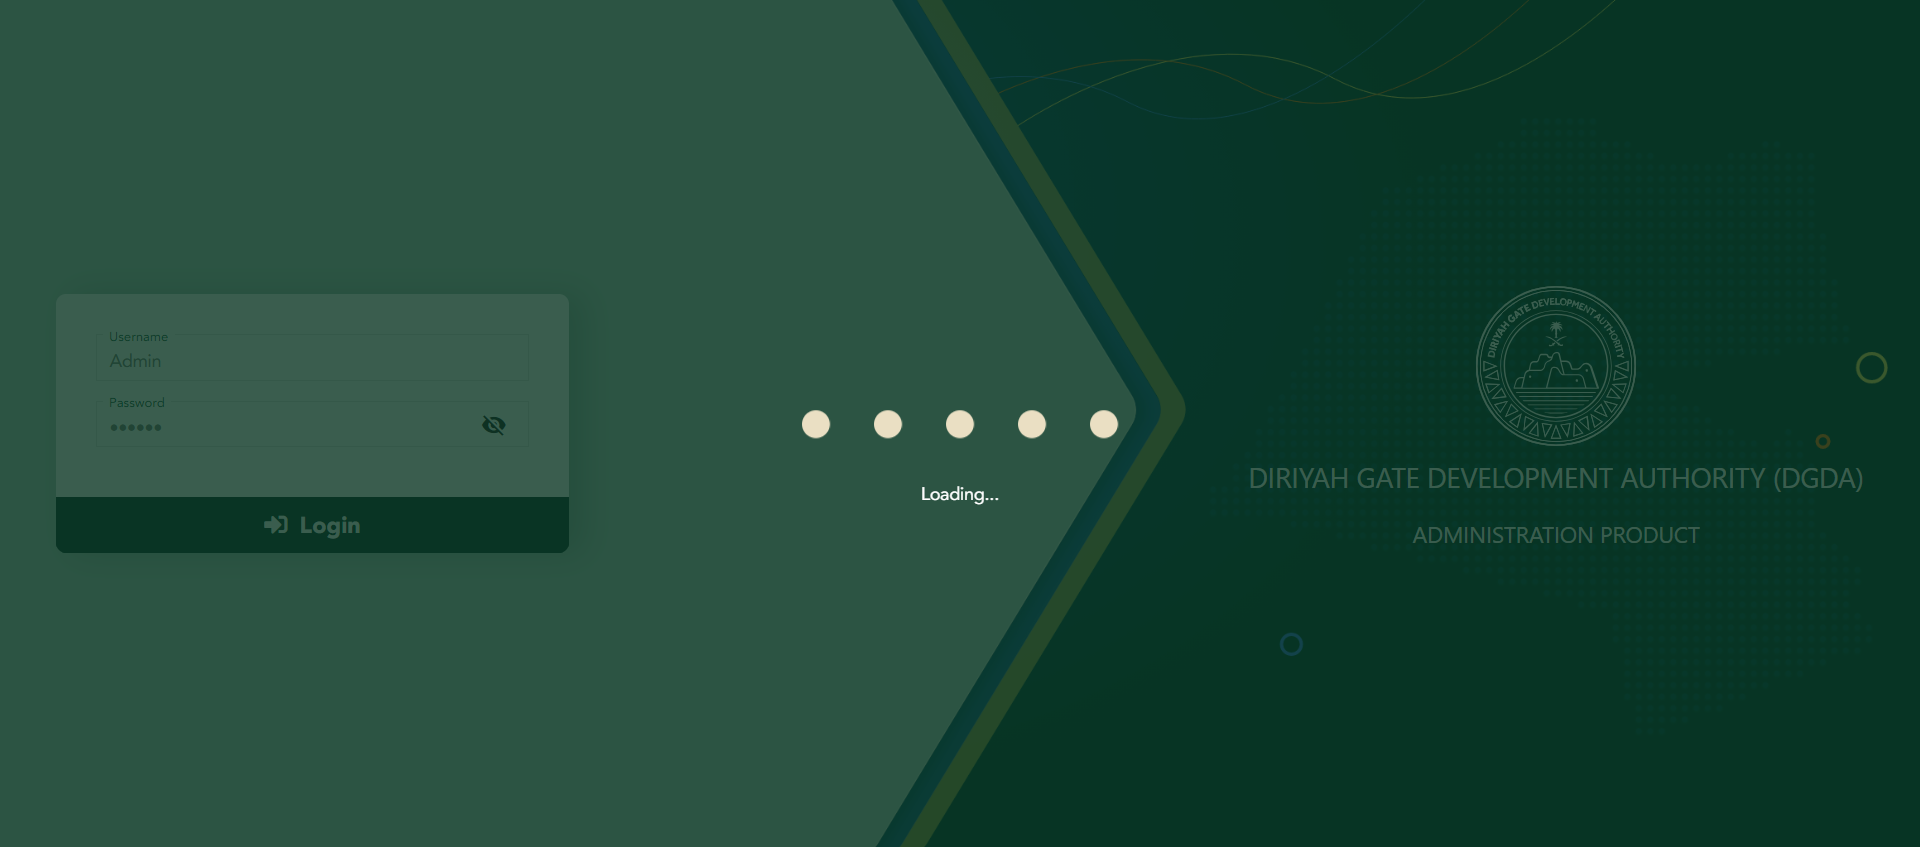 Username
Admin
Password
••••••
Login
Loading...
DIRIYAH GATE DEVELOPMENT AUTHORITY
DIRIYAH GATE DEVELOPMENT AUTHORITY (DGDA)
ADMINISTRATION PRODUCT